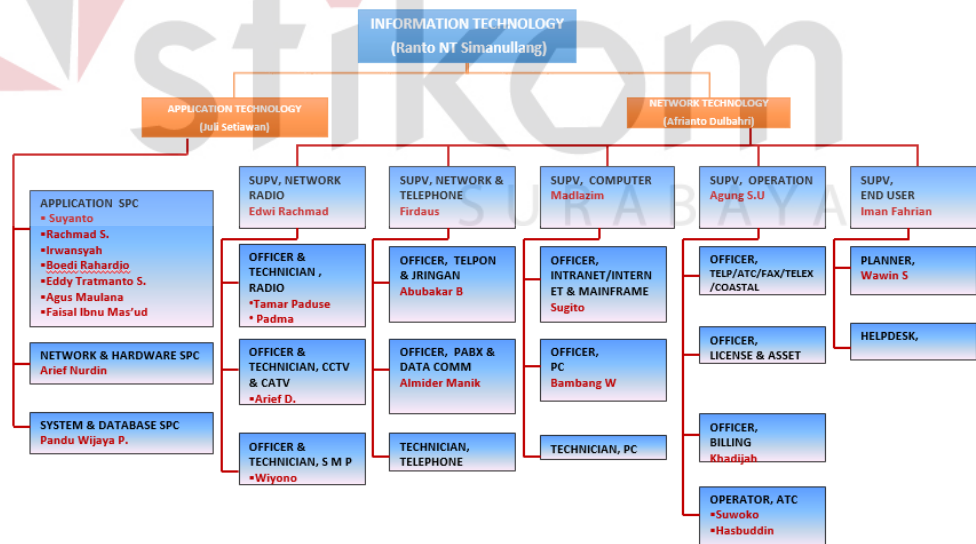 INFORMATION TECHNOLOGY
(Ranto NT Simanullang)
stikom
SURABAYA
APPLICATION TECHNOLOGY
(Juli Setiawan)
NETWORK TECHNOLOGY
(Afrianto Dulbahri)
APPLICATION SPC
▪ Suyanto
▪Rachmad S.
▪Irwansyah
▪Boedi Rahardjo
▪Eddy Tratmanto S.
▪Agus Maulana
▪Faisal Ibnu Mas'ud
NETWORK & HARDWARE SPC
Arief Nurdin
SYSTEM & DATABASE SPC
Pandu Wijaya P.
SUPV, NETWORK
RADIO
Edwi Rachmad
OFFICER &
TECHNICIAN ,
RADIO
▪Tamar Paduse
▪ Padma
OFFICER &
TECHNICIAN, CCTV
& CATV
▪Arief D.
OFFICER &
TECHNICIAN, S M P
▪Wiyono
SUPV, NETWORK &
TELEPHONE
Firdaus
OFFICER, TELPON
& JRINGAN
Abubakar B
OFFICER, PABX &
DATA COMM
Almider Manik
TECHNICIAN,
TELEPHONE
SUPV, COMPUTER
Madlazim
OFFICER,
INTRANET/INTERN
ET & MAINFRAME
Sugito
OFFICER,
PC
Bambang W
TECHNICIAN, PC
SUPV, OPERATION
Agung S.U
OFFICER,
TELP/ATC/FAX/TELEX
/COASTAL
OFFICER,
LICENSE & ASSET
OFFICER,
BILLING
Khadijah
OPERATOR, ATC
▪Suwoko
▪Hasbuddin
SUPV,
END USER
Iman Fahrian
PLANNER,
Wawin S
HELPDESK,